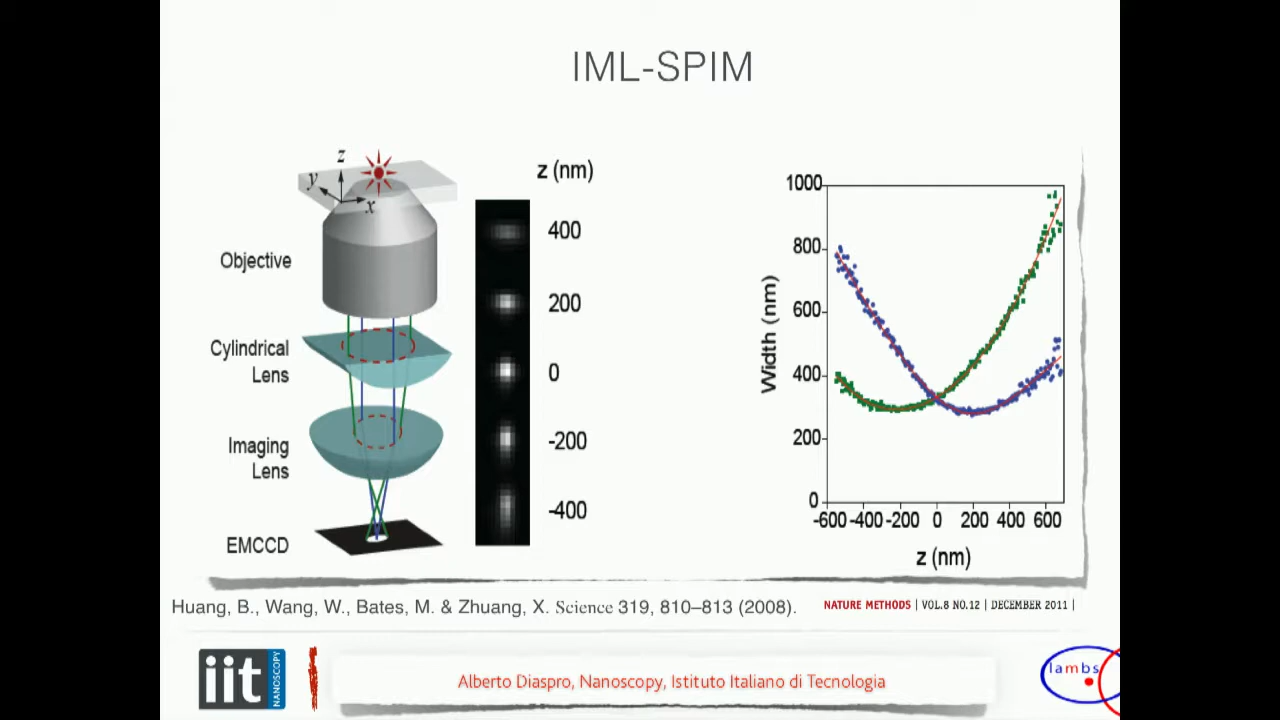 IML-SPIM
z
y
x
Objective
Cylindrical
Lens
Imaging
Lens
EMCCD
z (nm)
400
200
0
-200
-400
1000
800
600
400
200
0
Width (nm)
-600 -400 -200 0 200 400 600
z (nm)
Huang, B., Wang, W., Bates, M. & Zhuang, X. Science 319, 810–813 (2008).
NATURE METHODS | VOL.8 NO.12 | DECEMBER 2011 |
iit NANOSCOPY
Alberto Diaspro, Nanoscopy, Istituto Italiano di Tecnologia
lambs